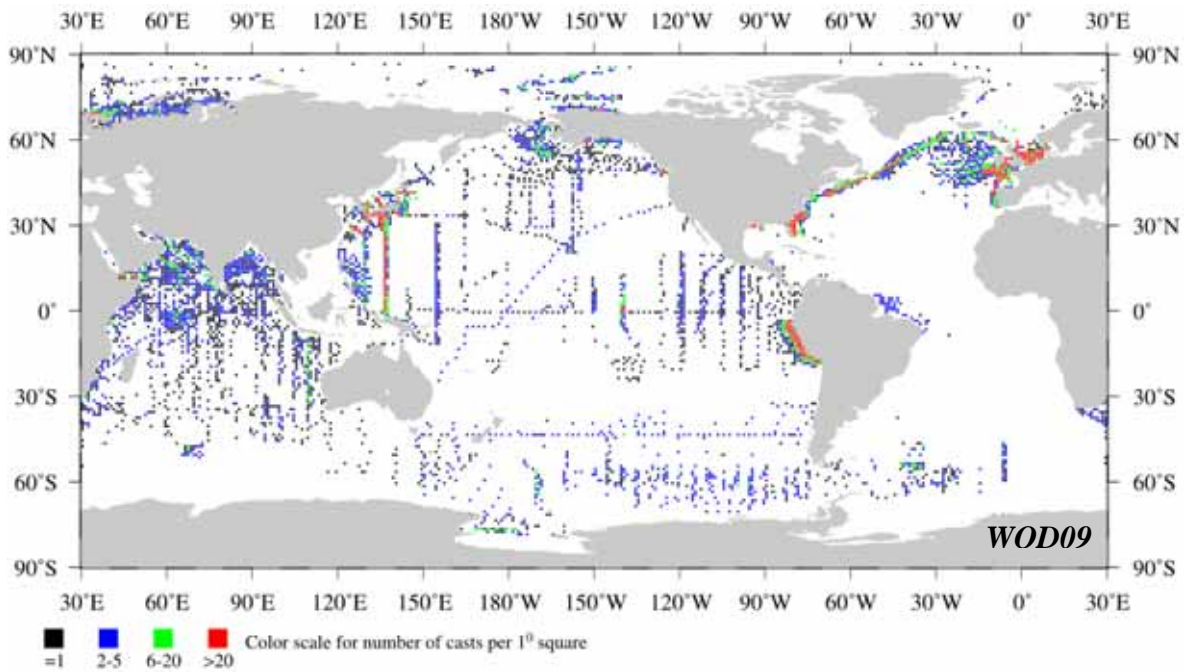 30°E 60°E 90°E 120°E 150°E 180°W 150°W 120°W 90°W 60°W 30°W 0° 30°E
90°N 90°N
60°N 60°N
30°N 30°N
0° 0°
30°S 30°S
60°S 60°S
WOD09
90°S 90°S
30°E 60°E 90°E 120°E 150°E 180°W 150°W 120°W 90°W 60°W 30°W 0° 30°E
Color scale for number of casts per 1⁰ square
=1 2-5 6-20 >20